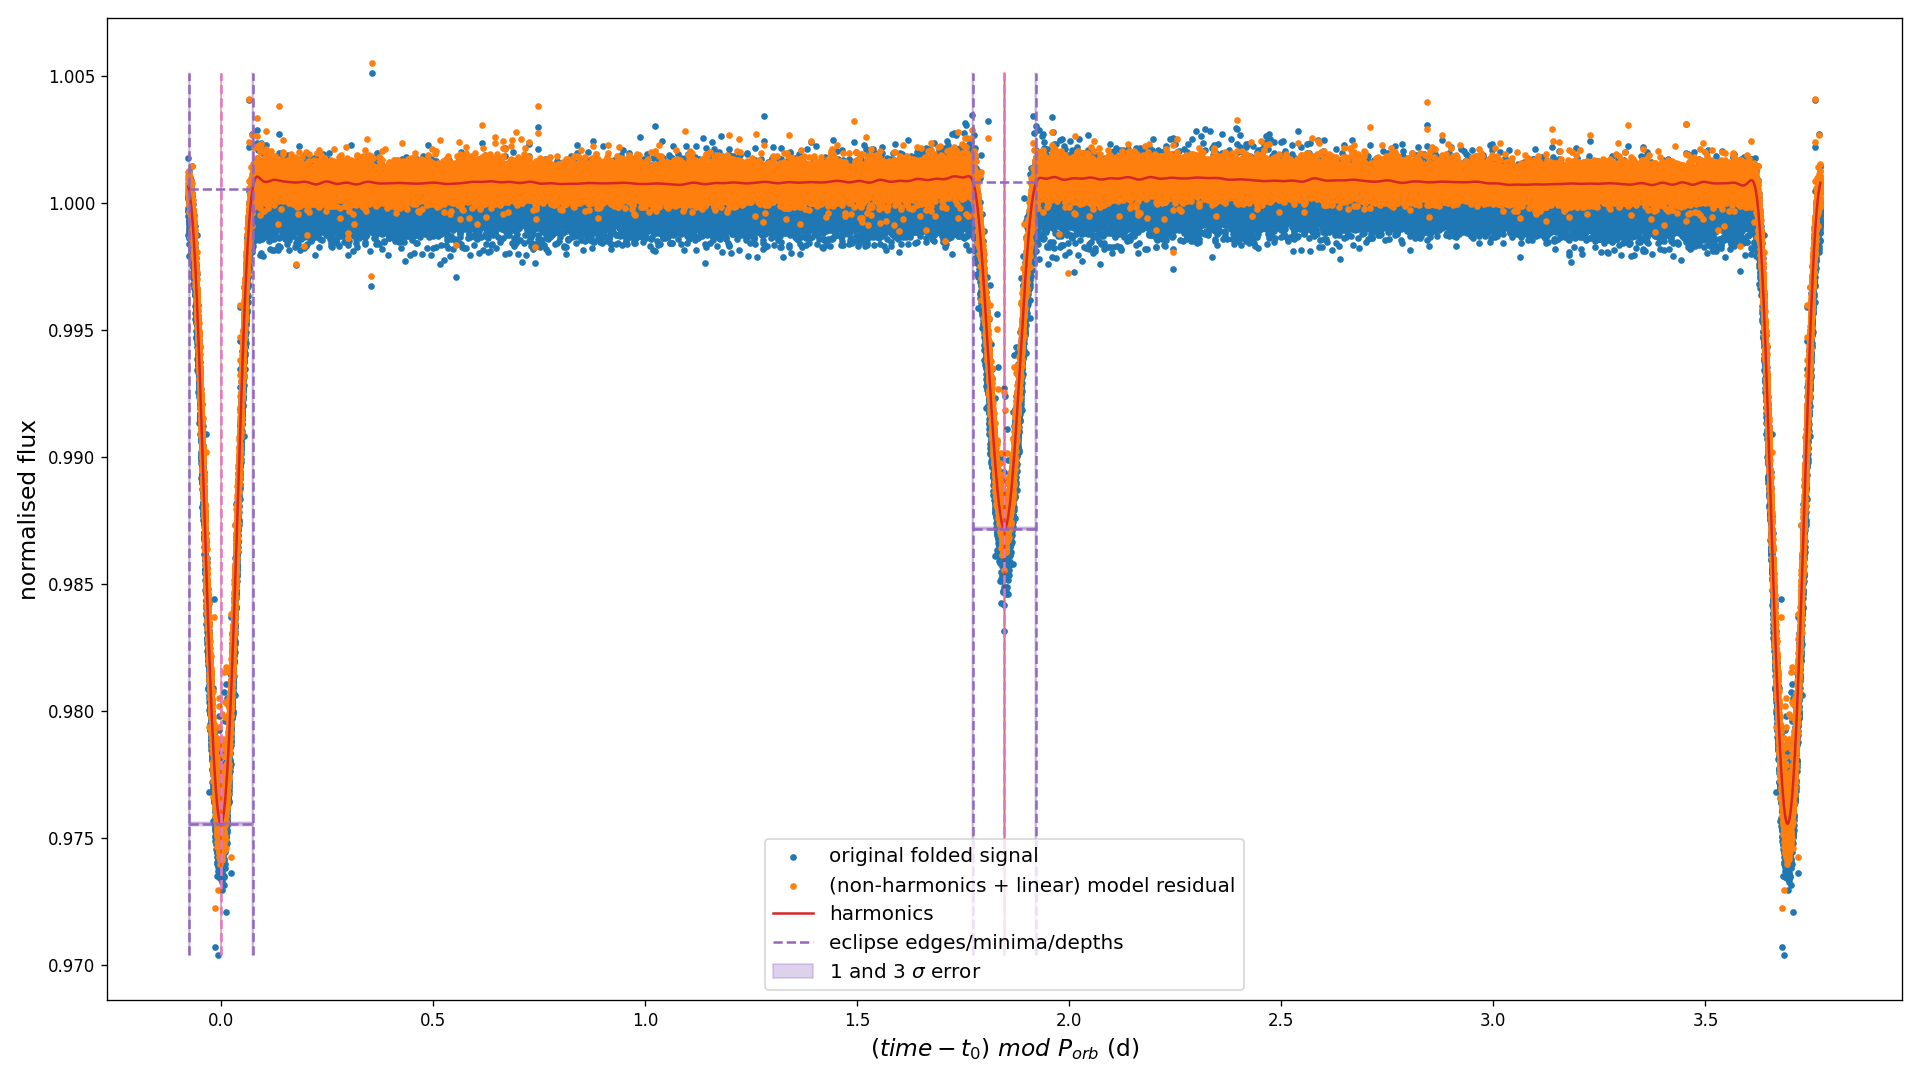 normalised flux
1.005
1.000
0.995
0.990
0.985
0.980
0.975
0.970
original folded signal
(non-harmonics + linear) model residual
harmonics
eclipse edges/minima/depths
1 and 3 σ error
0.0 0.5 1.0 1.5 2.0 2.5 3.0 3.5
(time − t₀) mod Pₒᵣᵦ (d)